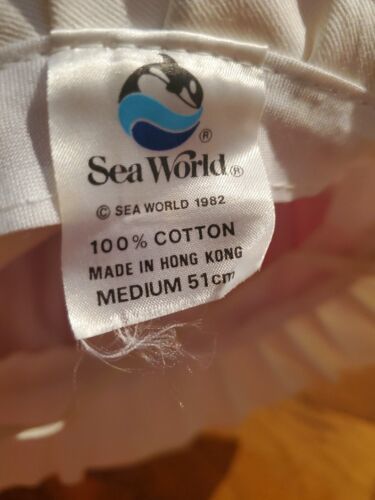 ®
Sea World®
© SEA WORLD 1982
100% COTTON
MADE IN HONG KONG
MEDIUM 51cm